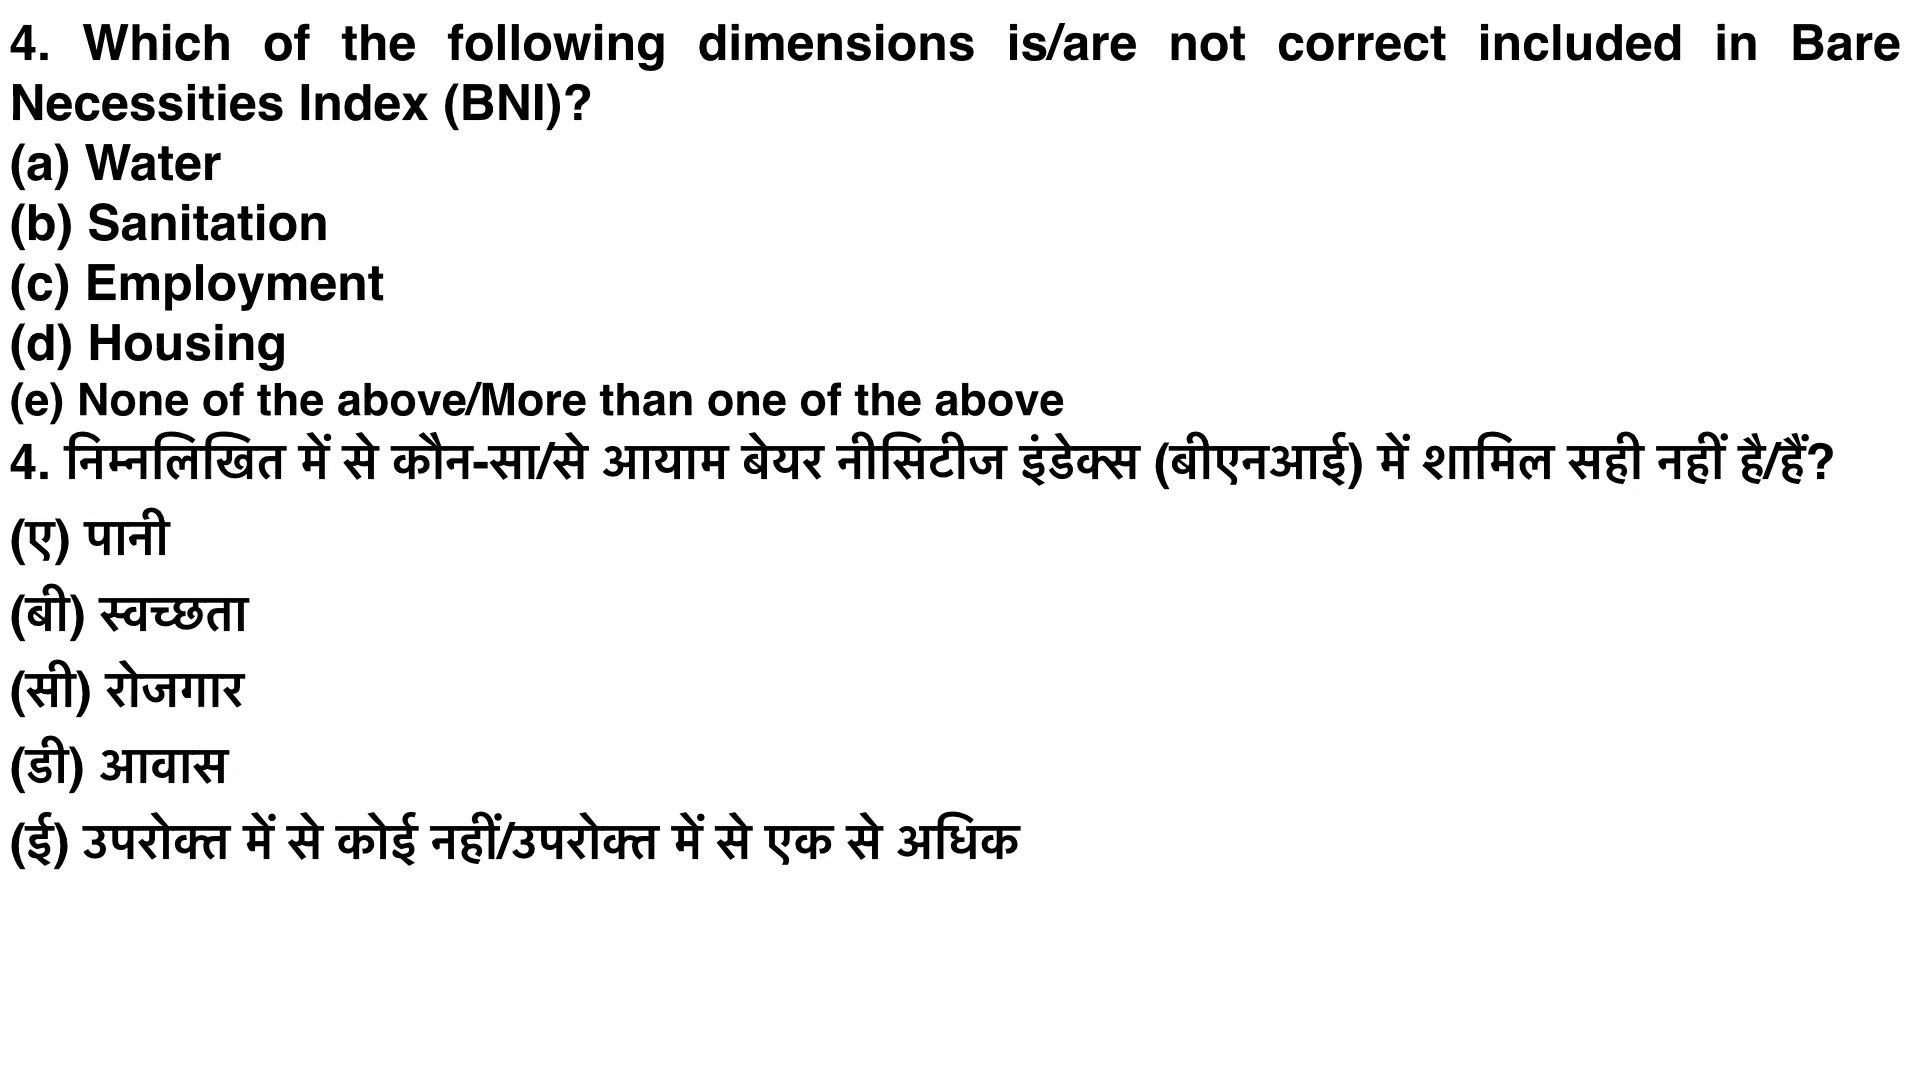 4. Which of the following dimensions is/are not correct included in Bare
Necessities Index (BNI)?
(a) Water
(b) Sanitation
(c) Employment
(d) Housing
(e) None of the above/More than one of the above
4. निम्नलिखित में से कौन-सा/से आयाम बेयर नीसिटीज इंडेक्स (बीएनआई) में शामिल सही नहीं है/हैं?
(ए) पानी
(बी) स्वच्छता
(सी) रोजगार
(डी) आवास
(ई) उपरोक्त में से कोई नहीं/उपरोक्त में से एक से अधिक